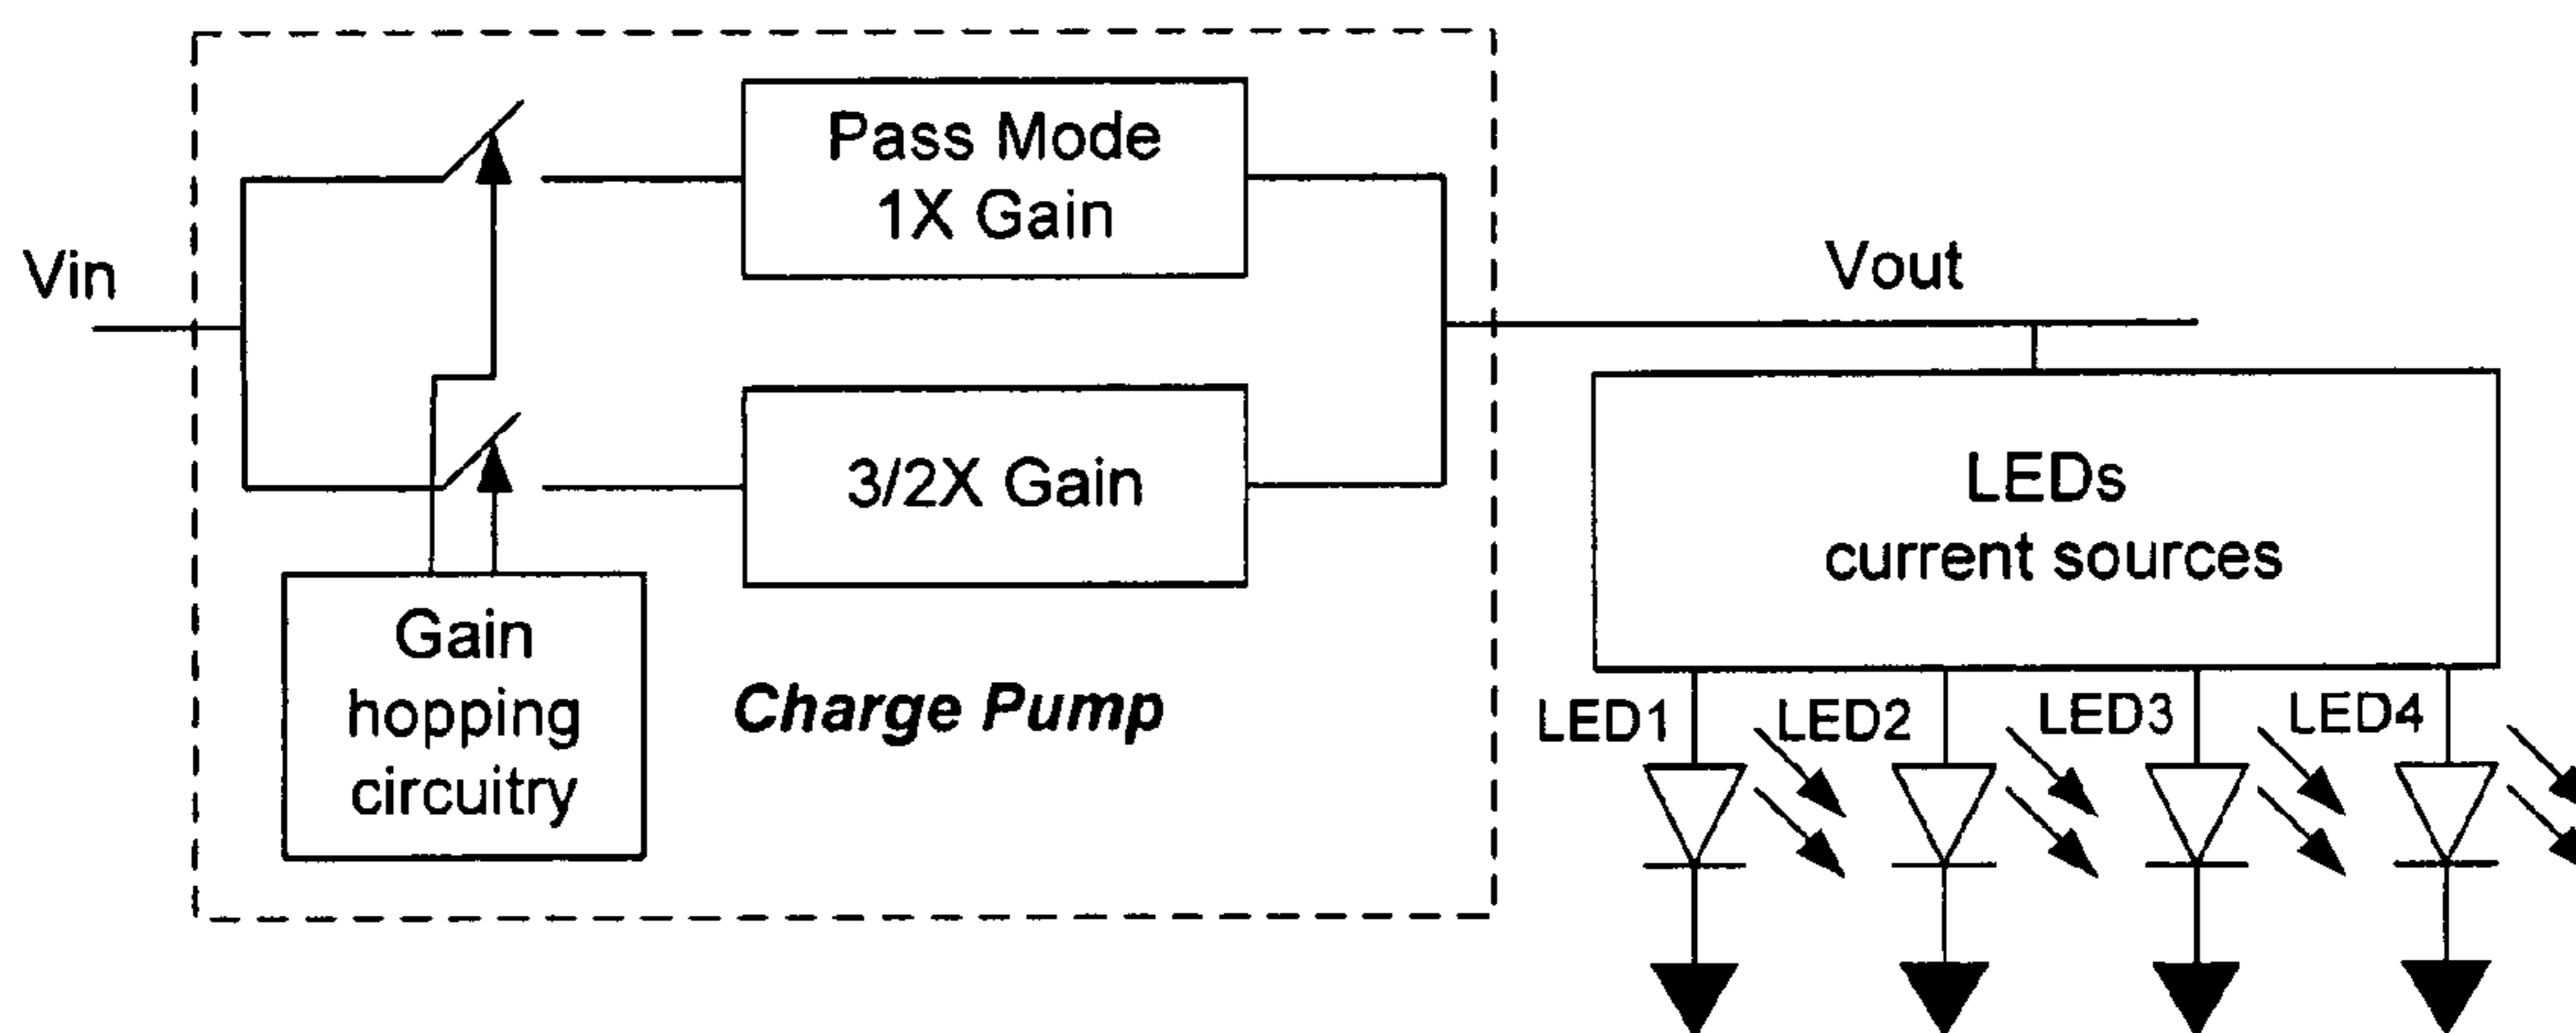 Vin
Pass Mode
1X Gain
3/2X Gain
Gain
hopping
circuitry
Charge Pump
Vout
LEDs
current sources
LED1
LED2
LED3
LED4